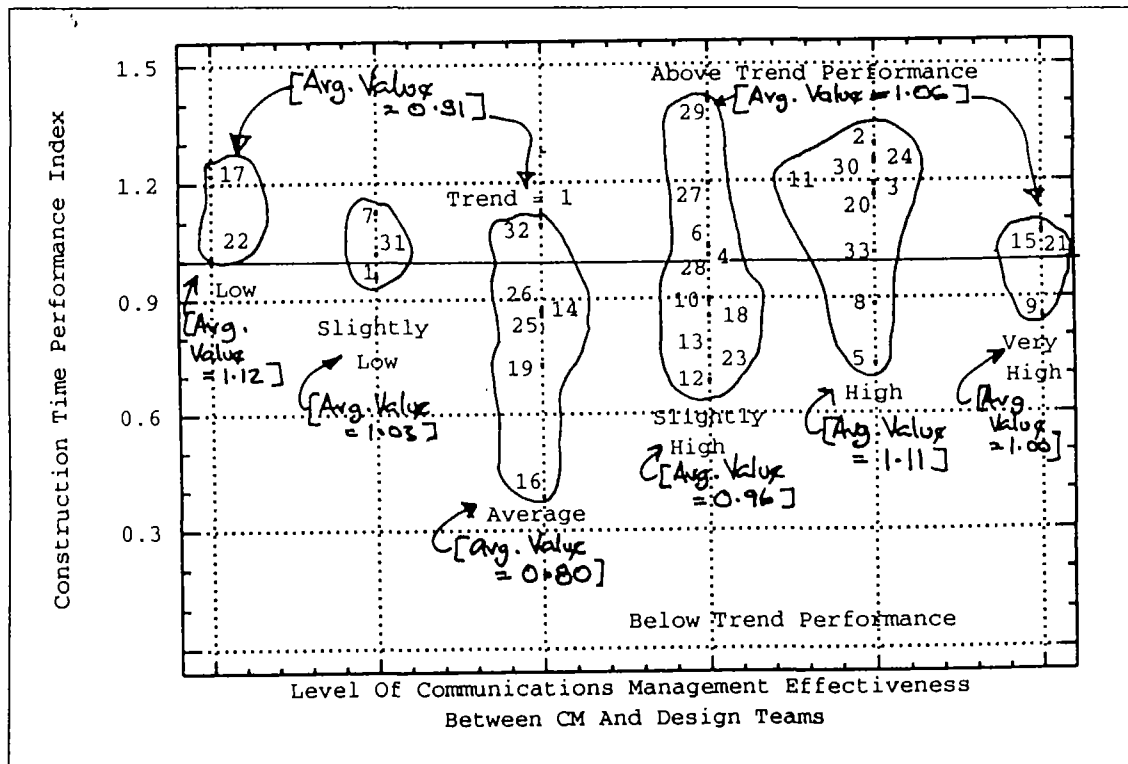 Construction Time Performance Index
1.5
1.2
0.9
0.6
0.3
[Avg. Value
= 0.91]
Above Trend Performance
[Avg. Value = 1.06]
Trend = 1
17
22
7
31
1
32
26
14
25
19
16
29
27
6
4
28
10
18
13
23
12
2
24
30
11
3
20
33
8
5
15
21
9
Low
[Avg.
Value
= 1.12]
Slightly
Low
[Avg. Value
= 1.03]
Average
[avg. Value
= 0.80]
Slightly
High
[Avg. Value
= 0.96]
High
[Avg Value
= 1.11]
Very
High
[Avg
Value
= 1.00]
Below Trend Performance
Level Of Communications Management Effectiveness
Between CM And Design Teams